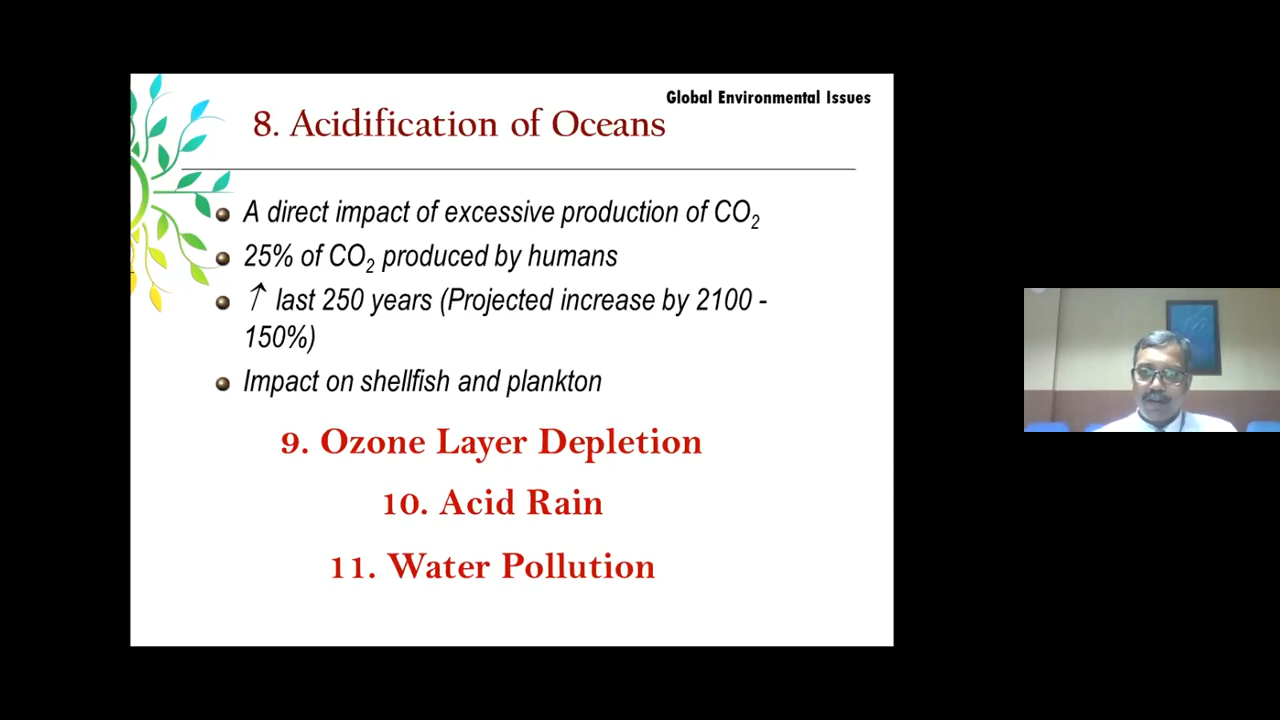 Global Environmental Issues
8. Acidification of Oceans
A direct impact of excessive production of CO₂
25% of CO₂ produced by humans
↑ last 250 years (Projected increase by 2100 -
150%)
Impact on shellfish and plankton
9. Ozone Layer Depletion
10. Acid Rain
11. Water Pollution